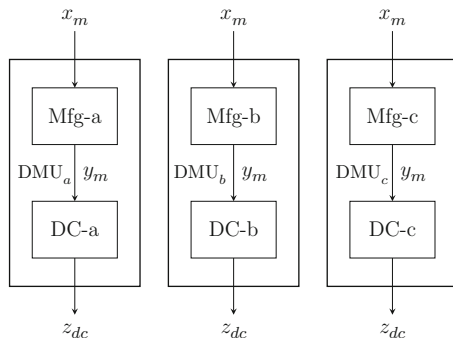 x_m x_m x_m
Mfg-a Mfg-b Mfg-c
DMU_a y_m DMU_b y_m DMU_c y_m
DC-a DC-b DC-c
z_dc z_dc z_dc